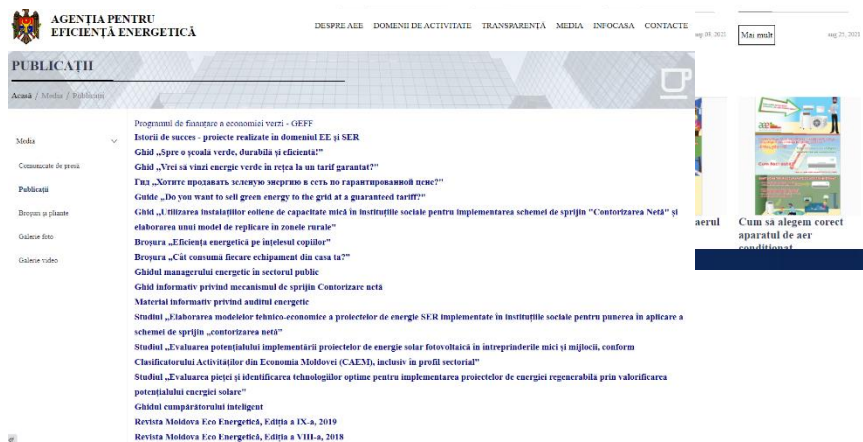 AGENȚIA PENTRU
EFICIENȚĂ ENERGETICĂ
DESPRE AEE DOMENII DE ACTIVITATE TRANSPARENȚĂ MEDIA INFOCASA CONTACTE
PUBLICAȚII
Acasă / Media / Publicații
Media
Comunicate de presă
Publicații
Broșuri și pliante
Galerie foto
Galerie video
Programul de finanțare a economiei verzi - GEFF
Istorii de succes - proiecte realizate în domeniul EE și SER
Ghid „Spre o școală verde, durabilă și eficientă!"
Ghid „Vrei să vinzi energie verde în rețea la un tarif garantat?"
Гид „Хотите продавать зеленую энергию в сеть по гарантированной цене?"
Guide „Do you want to sell green energy to the grid at a guaranteed tariff?"
Ghid „Utilizarea instalațiilor eoliene de capacitate mică în instituțiile sociale pentru implementarea schemei de sprijin "Contorizarea Netă" și
elaborarea unui model de replicare în zonele rurale"
Broșura „Eficiența energetică pe înțelesul copiilor"
Broșura „Cât consumă fiecare echipament din casa ta?"
Ghidul managerului energetic în sectorul public
Ghid informativ privind mecanismul de sprijin Contorizare netă
Material informativ privind auditul energetic
Studiul „Elaborarea modelelor tehnico-economice a proiectelor de energie SER implementate în instituțiile sociale pentru punerea în aplicare a
schemei de sprijin „contorizarea netă"
Studiul „Evaluarea potențialului implementării proiectelor de energie solar fotovoltaică în întreprinderile mici și mijlocii, conform
Clasificatorului Activităților din Economia Moldovei (CAEM), inclusiv în profil sectorial"
Studiul „Evaluarea pieței și identificarea tehnologiilor optime pentru implementarea proiectelor de energiei regenerabilă prin valorificarea
potențialului energiei solare"
Ghidul cumpărătorului inteligent
Revista Moldova Eco Energetică, Ediția a IX-a, 2019
Revista Moldova Eco Energetică, Ediția a VIII-a, 2018
Mai mult
aug 25, 2021
aerul
Cum să alegem corect
aparatul de aer
condiționat